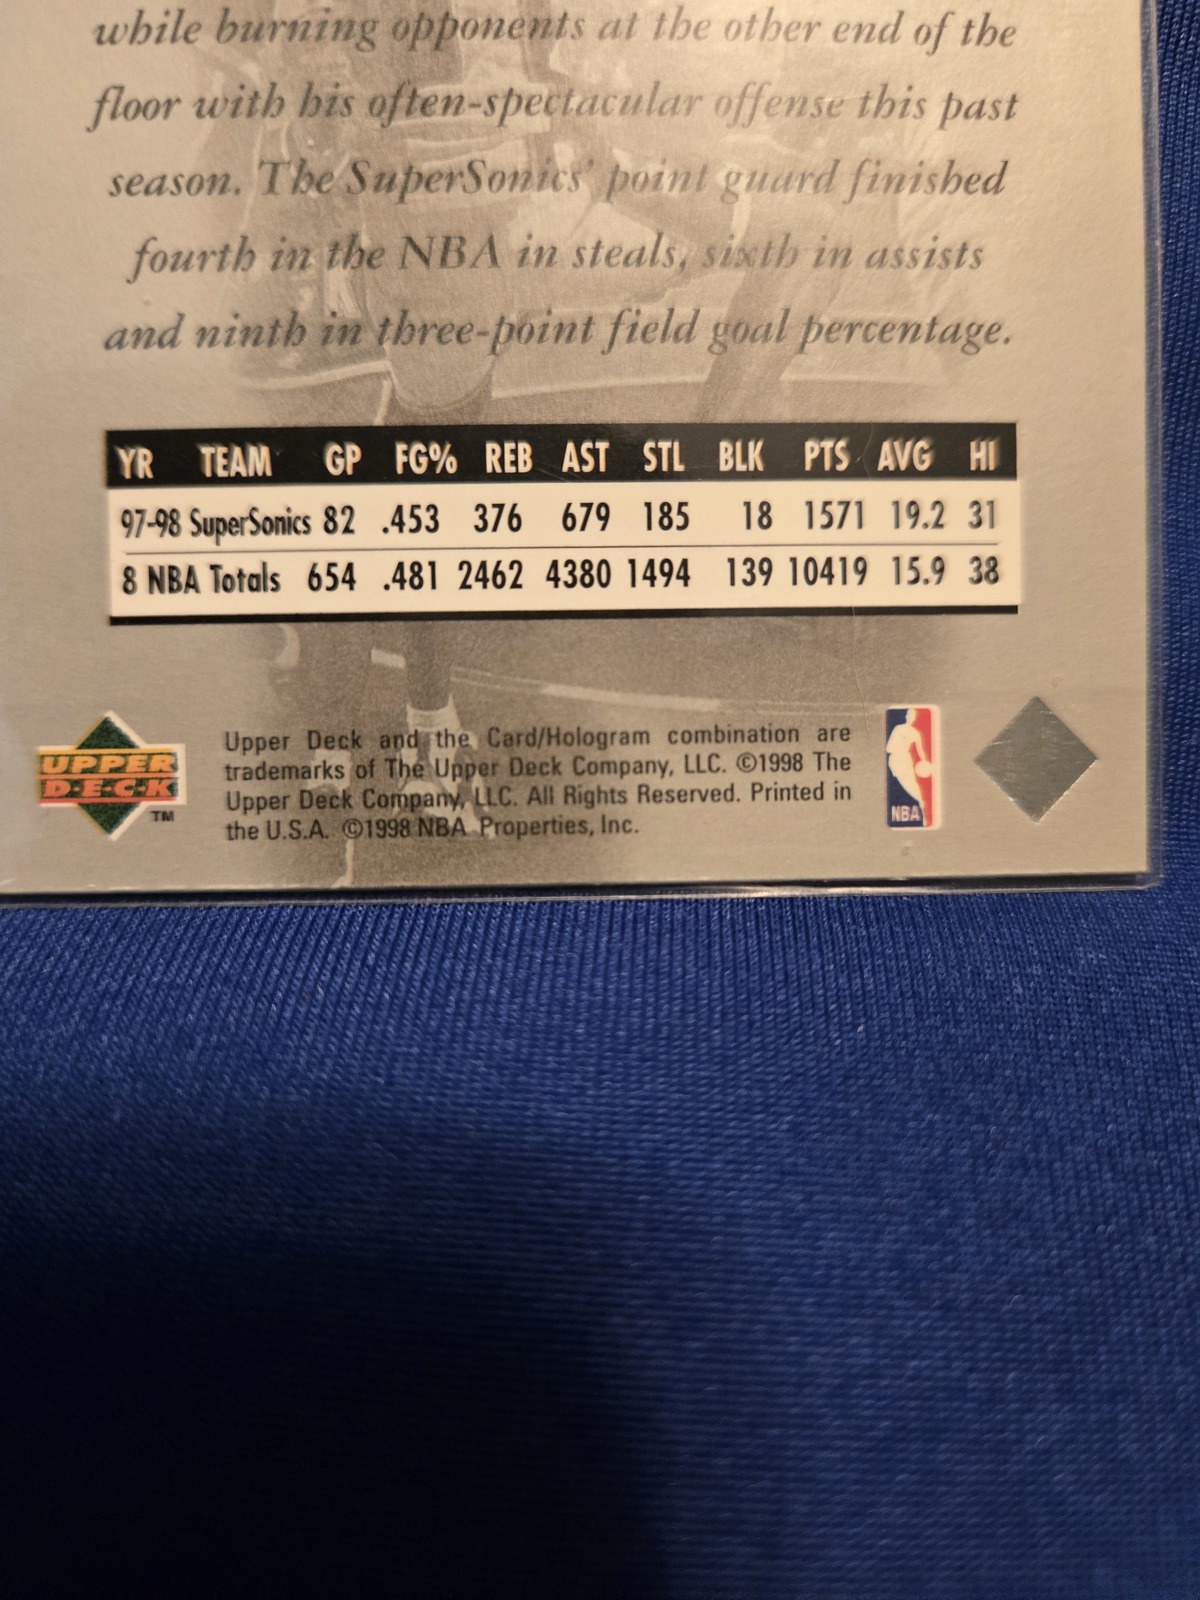 while burning opponents at the other end of the
floor with his often-spectacular offense this past
season. The SuperSonics' point guard finished
fourth in the NBA in steals, sixth in assists
and ninth in three-point field goal percentage.
YR TEAM GP FG% REB AST STL BLK PTS AVG HI
97-98 SuperSonics 82 .453 376 679 185 18 1571 19.2 31
8 NBA Totals 654 .481 2462 4380 1494 139 10419 15.9 38
UPPER
D·E·C·K
TM
Upper Deck and the Card/Hologram combination are
trademarks of The Upper Deck Company, LLC. ©1998 The
Upper Deck Company, LLC. All Rights Reserved. Printed in
the U.S.A. ©1998 NBA Properties, Inc.
NBA